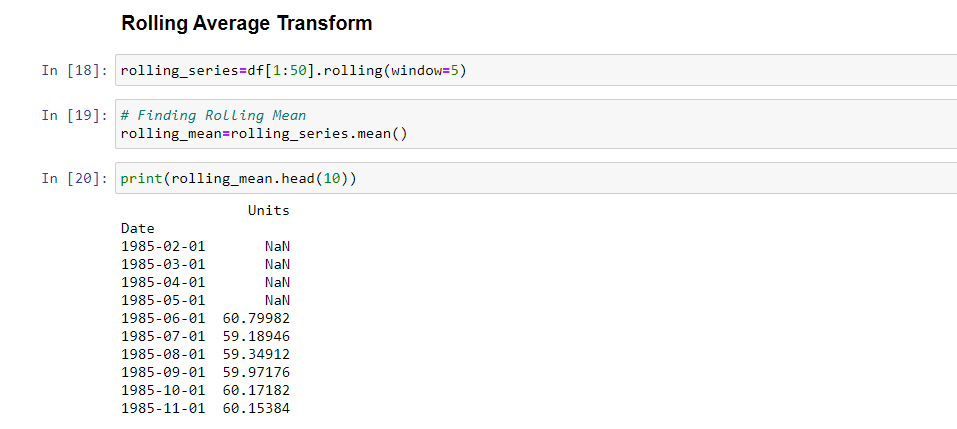 Rolling Average Transform
In [18]: rolling_series=df[1:50].rolling(window=5)
In [19]: # Finding Rolling Mean
rolling_mean=rolling_series.mean()
In [20]: print(rolling_mean.head(10))
Units
Date
1985-02-01 NaN
1985-03-01 NaN
1985-04-01 NaN
1985-05-01 NaN
1985-06-01 60.79982
1985-07-01 59.18946
1985-08-01 59.34912
1985-09-01 59.97176
1985-10-01 60.17182
1985-11-01 60.15384